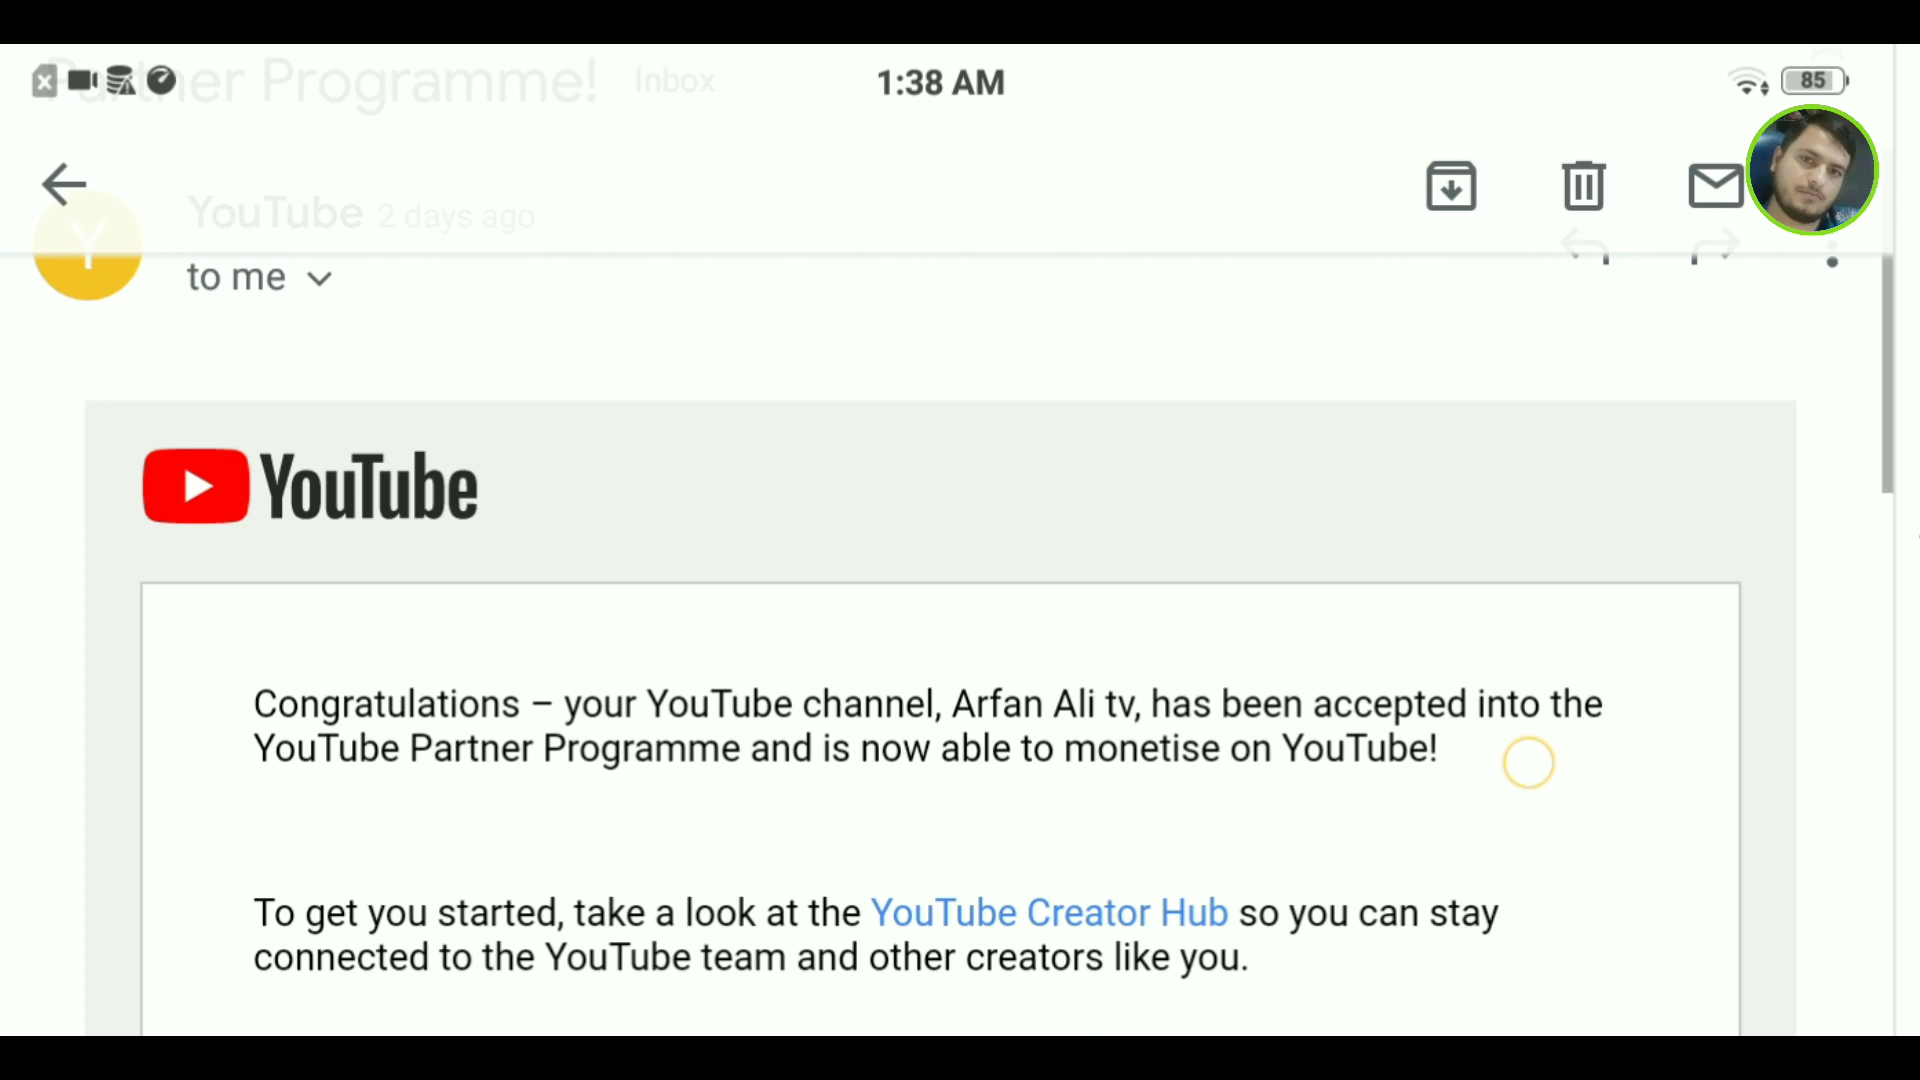 Partner Programme! Inbox
1:38 AM
85
Y
YouTube 2 days ago
to me
YouTube
Congratulations – your YouTube channel, Arfan Ali tv, has been accepted into the
YouTube Partner Programme and is now able to monetise on YouTube!
To get you started, take a look at the YouTube Creator Hub so you can stay
connected to the YouTube team and other creators like you.